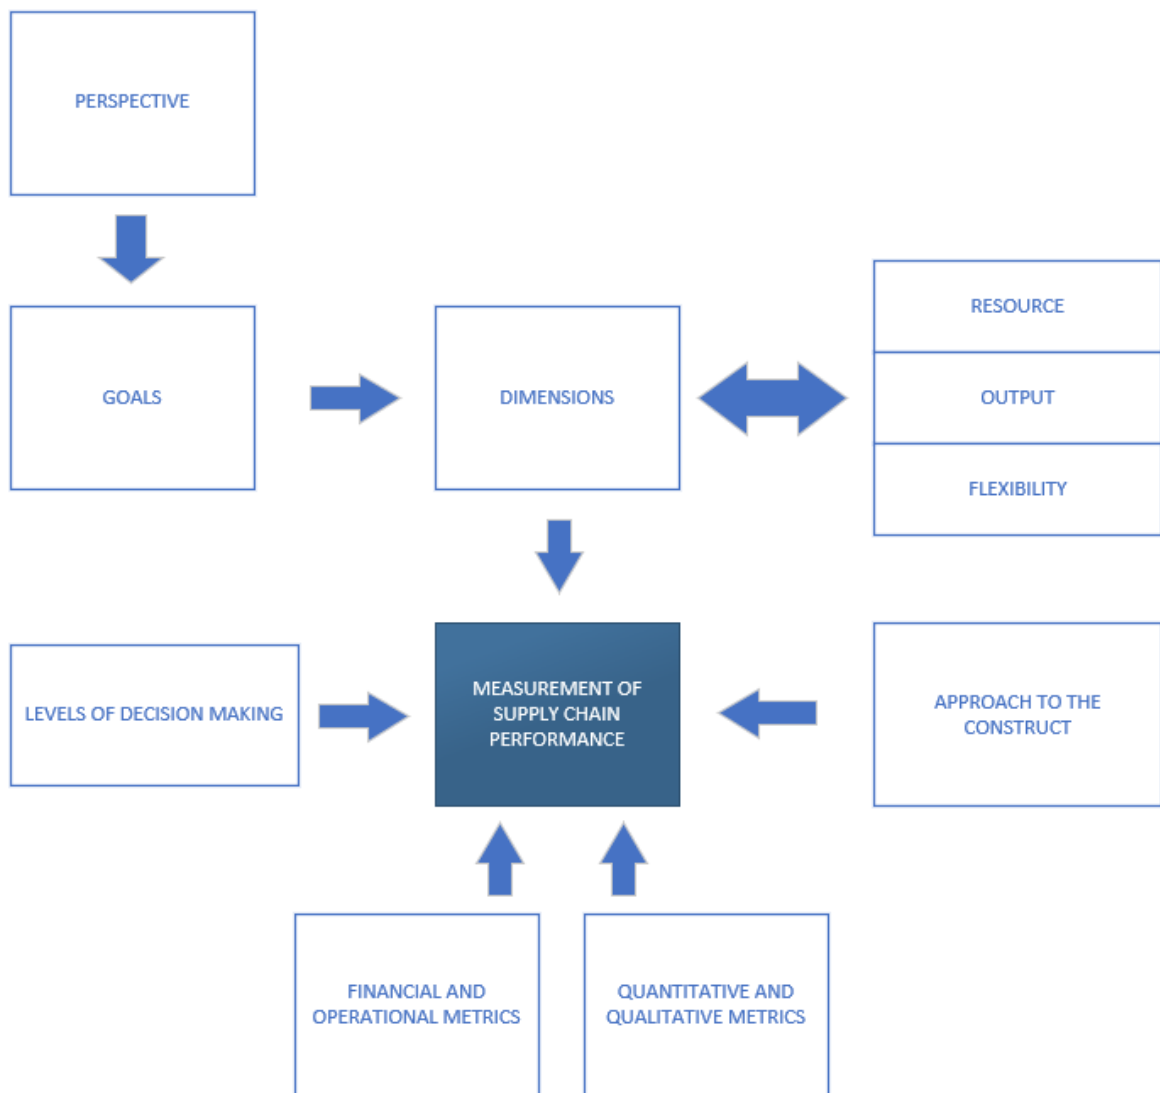 PERSPECTIVE
GOALS
DIMENSIONS
RESOURCE
OUTPUT
FLEXIBILITY
LEVELS OF DECISION MAKING
MEASUREMENT OF
SUPPLY CHAIN
PERFORMANCE
APPROACH TO THE
CONSTRUCT
FINANCIAL AND
OPERATIONAL METRICS
QUANTITATIVE AND
QUALITATIVE METRICS